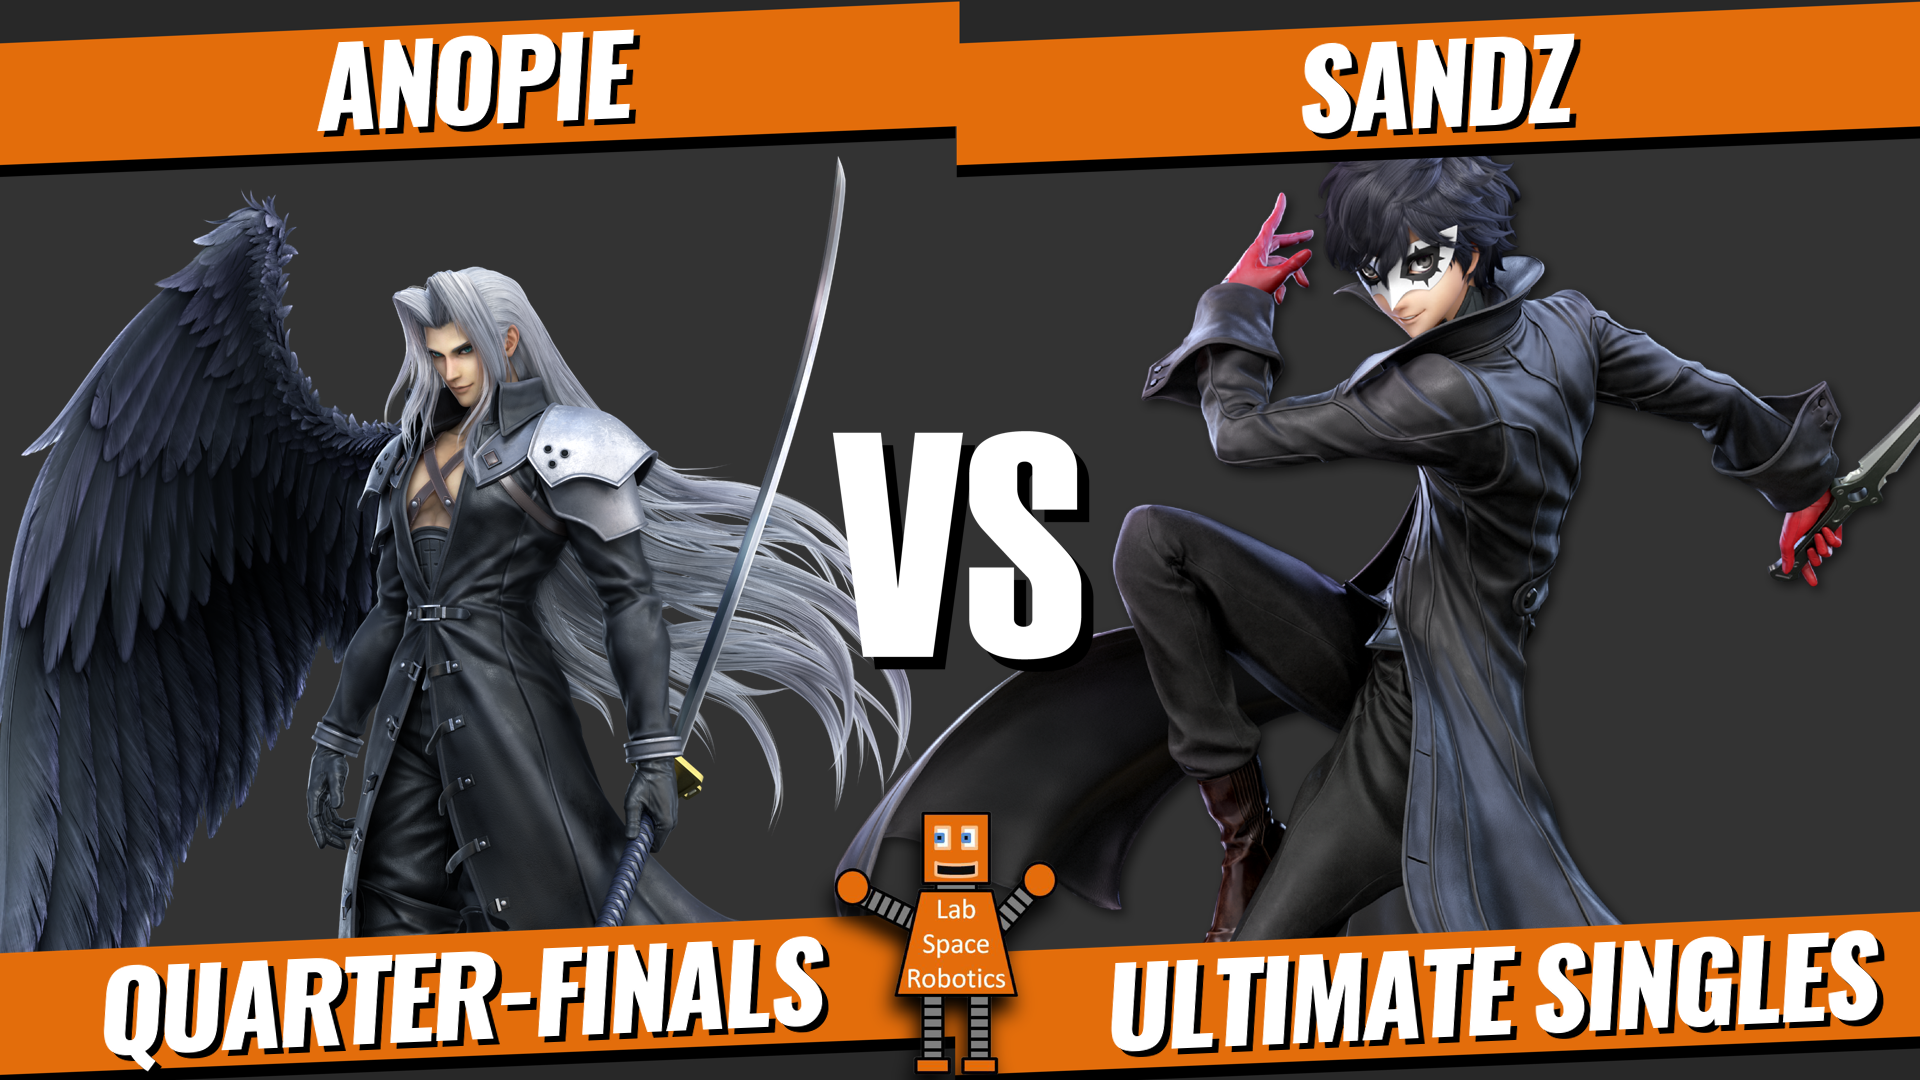 ANOPIE
SANDZ
VS
Lab
Space
Robotics
QUARTER-FINALS
ULTIMATE SINGLES